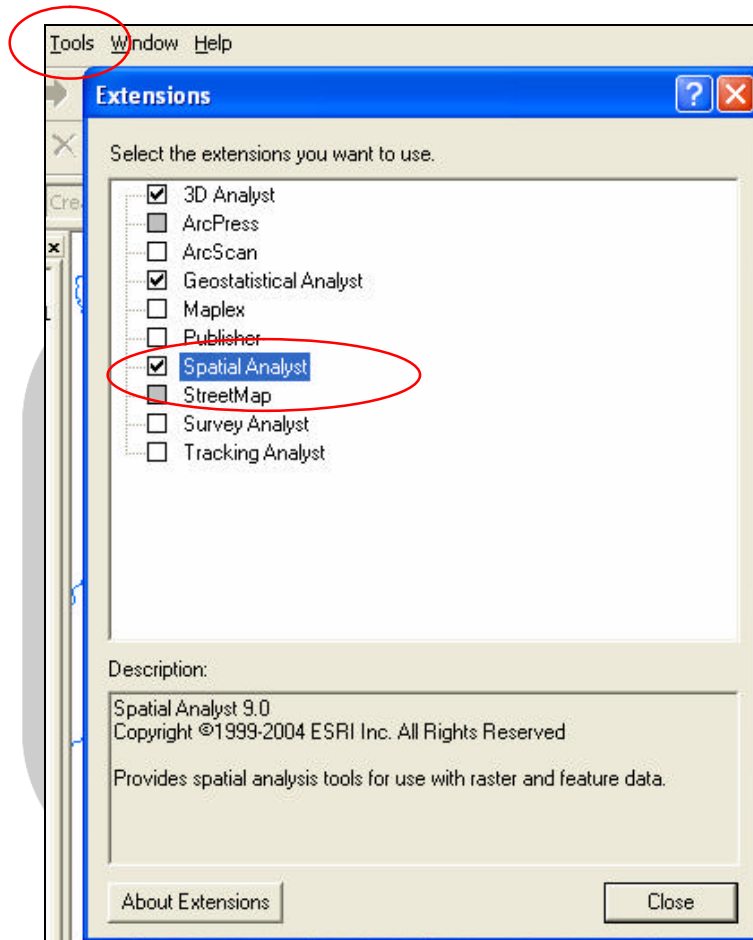 Tools Window Help
Extensions
Select the extensions you want to use.
Cre
3D Analyst
ArcPress
ArcScan
Geostatistical Analyst
Maplex
Publisher
Spatial Analyst
StreetMap
Survey Analyst
Tracking Analyst
Description:
Spatial Analyst 9.0
Copyright ©1999-2004 ESRI Inc. All Rights Reserved
Provides spatial analysis tools for use with raster and feature data.
About Extensions Close